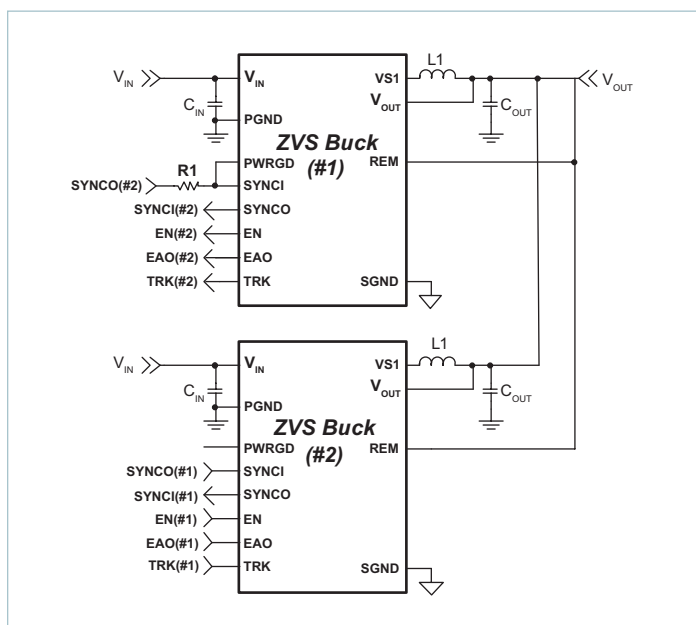 V_IN
V_IN
VS1
L1
V_OUT
V_OUT
C_IN
C_OUT
PGND
ZVS Buck
(#1)
R1
PWRGD
REM
SYNCO(#2)
SYNCI
SYNCI(#2)
SYNCO
EN(#2)
EN
EAO(#2)
EAO
TRK(#2)
TRK
SGND
V_IN
V_IN
VS1
L1
V_OUT
C_IN
C_OUT
PGND
ZVS Buck
(#2)
PWRGD
REM
SYNCO(#1)
SYNCI
SYNCI(#1)
SYNCO
EN(#1)
EN
EAO(#1)
EAO
TRK(#1)
TRK
SGND